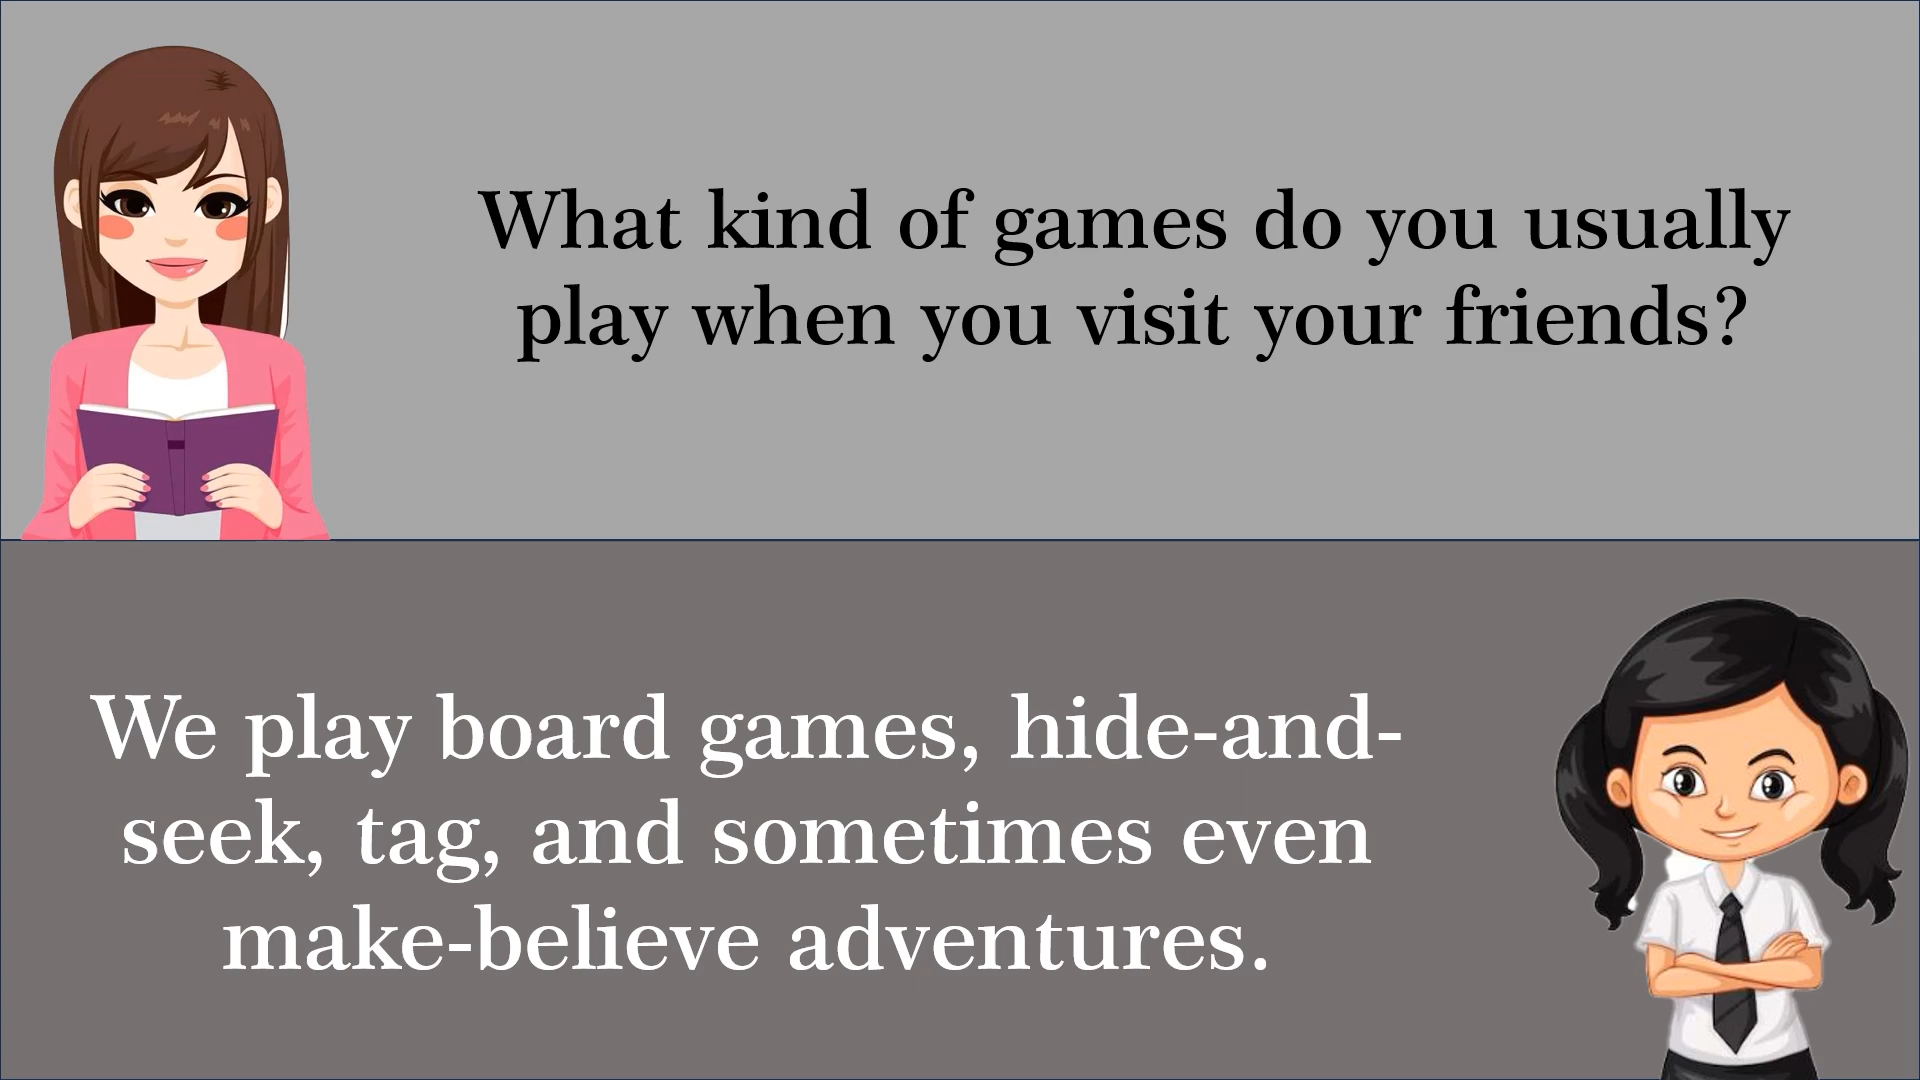 What kind of games do you usually
play when you visit your friends?
We play board games, hide-and-
seek, tag, and sometimes even
make-believe adventures.